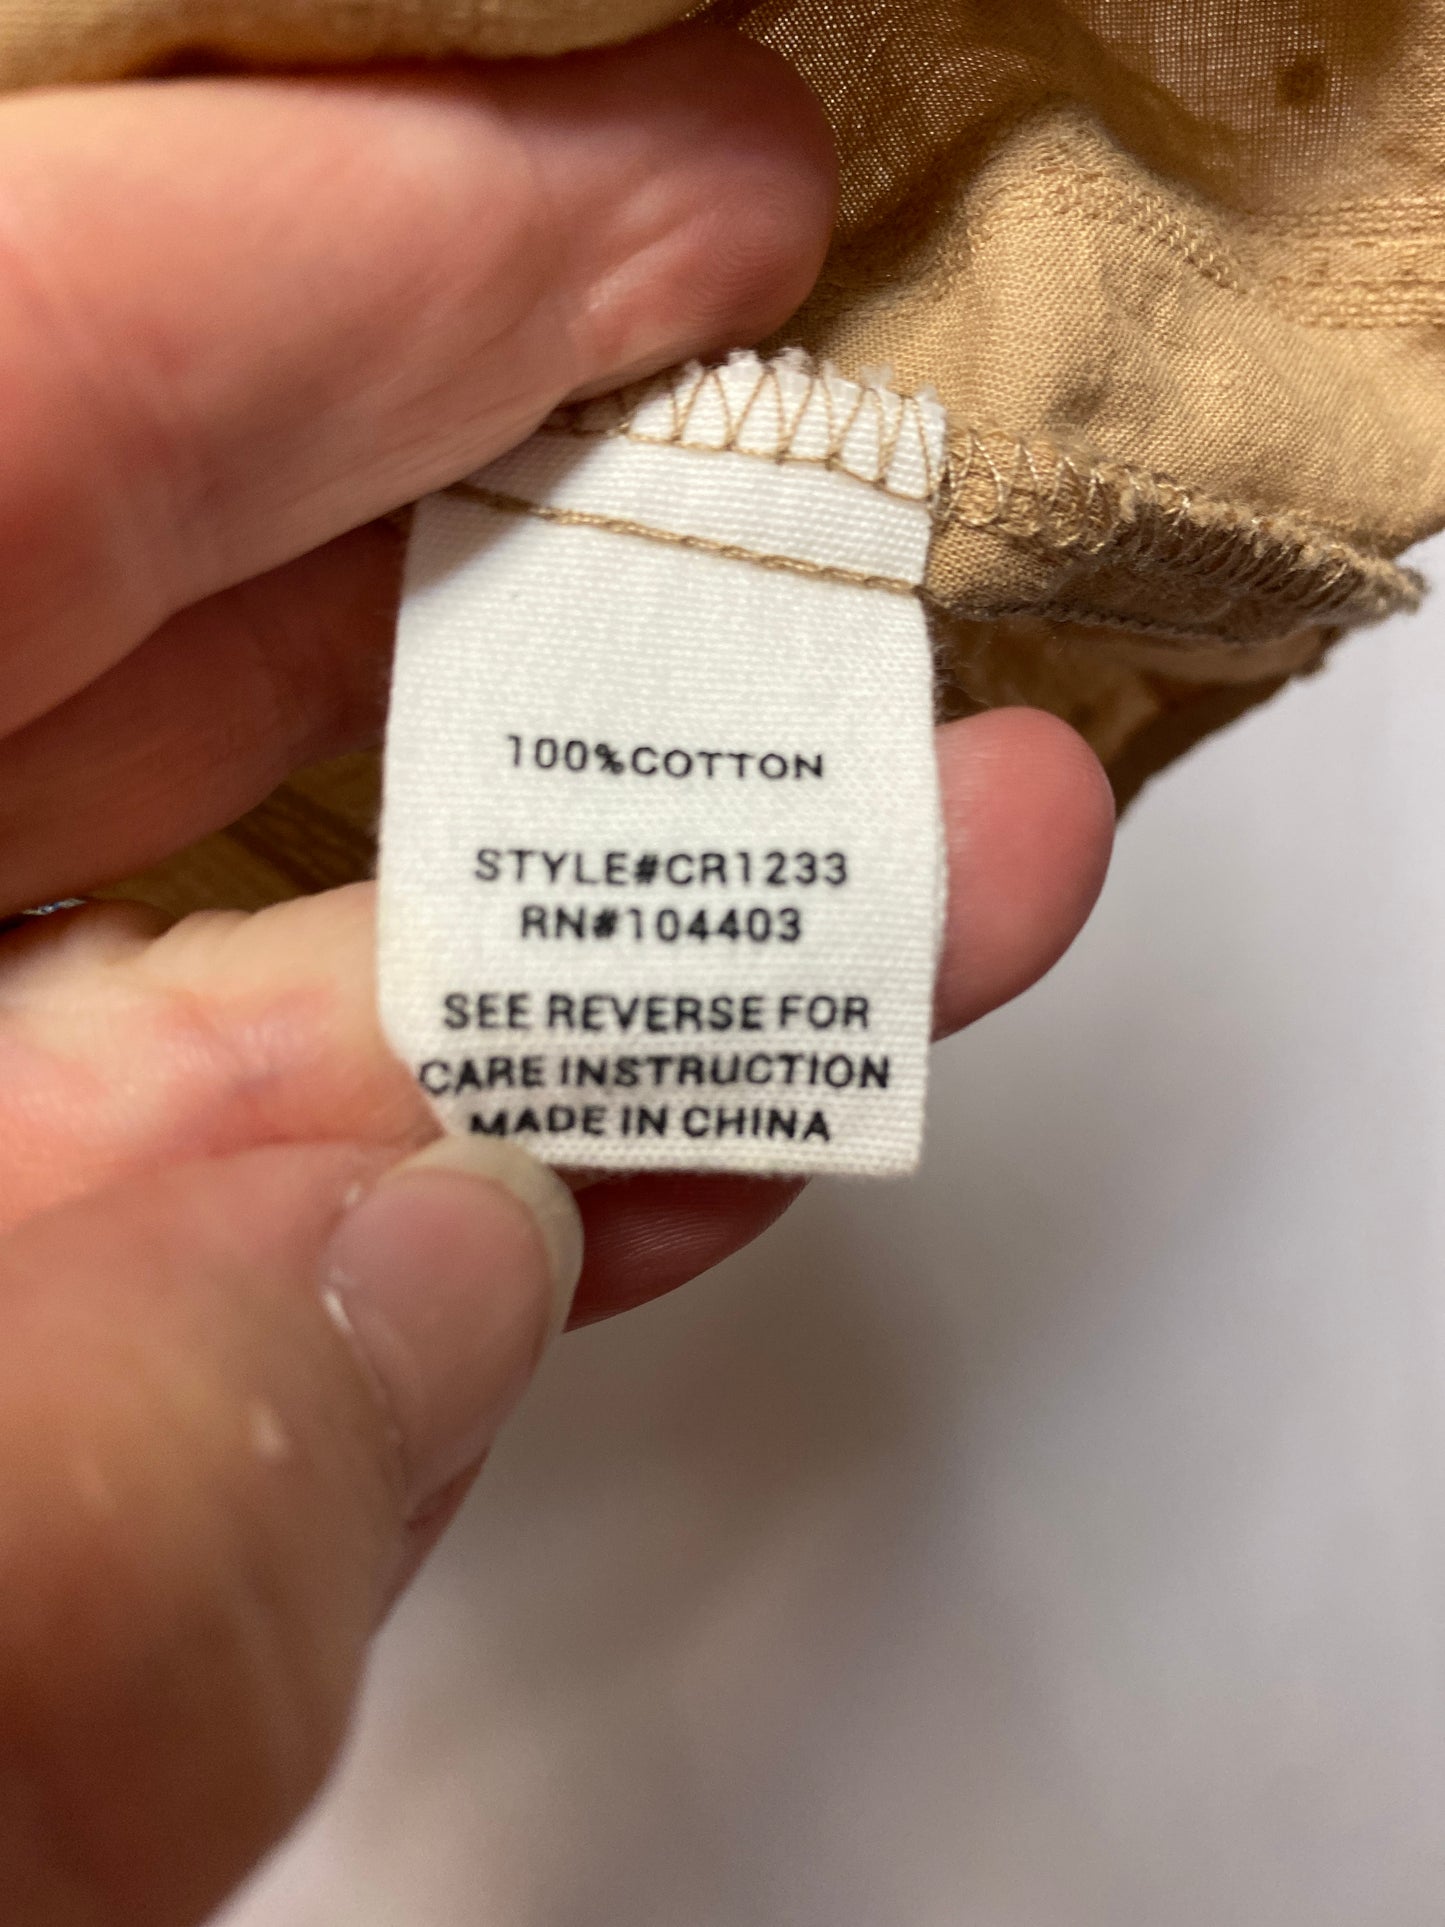 100%COTTON
STYLE#CR1233
RN#104403
SEE REVERSE FOR
CARE INSTRUCTION
MADE IN CHINA